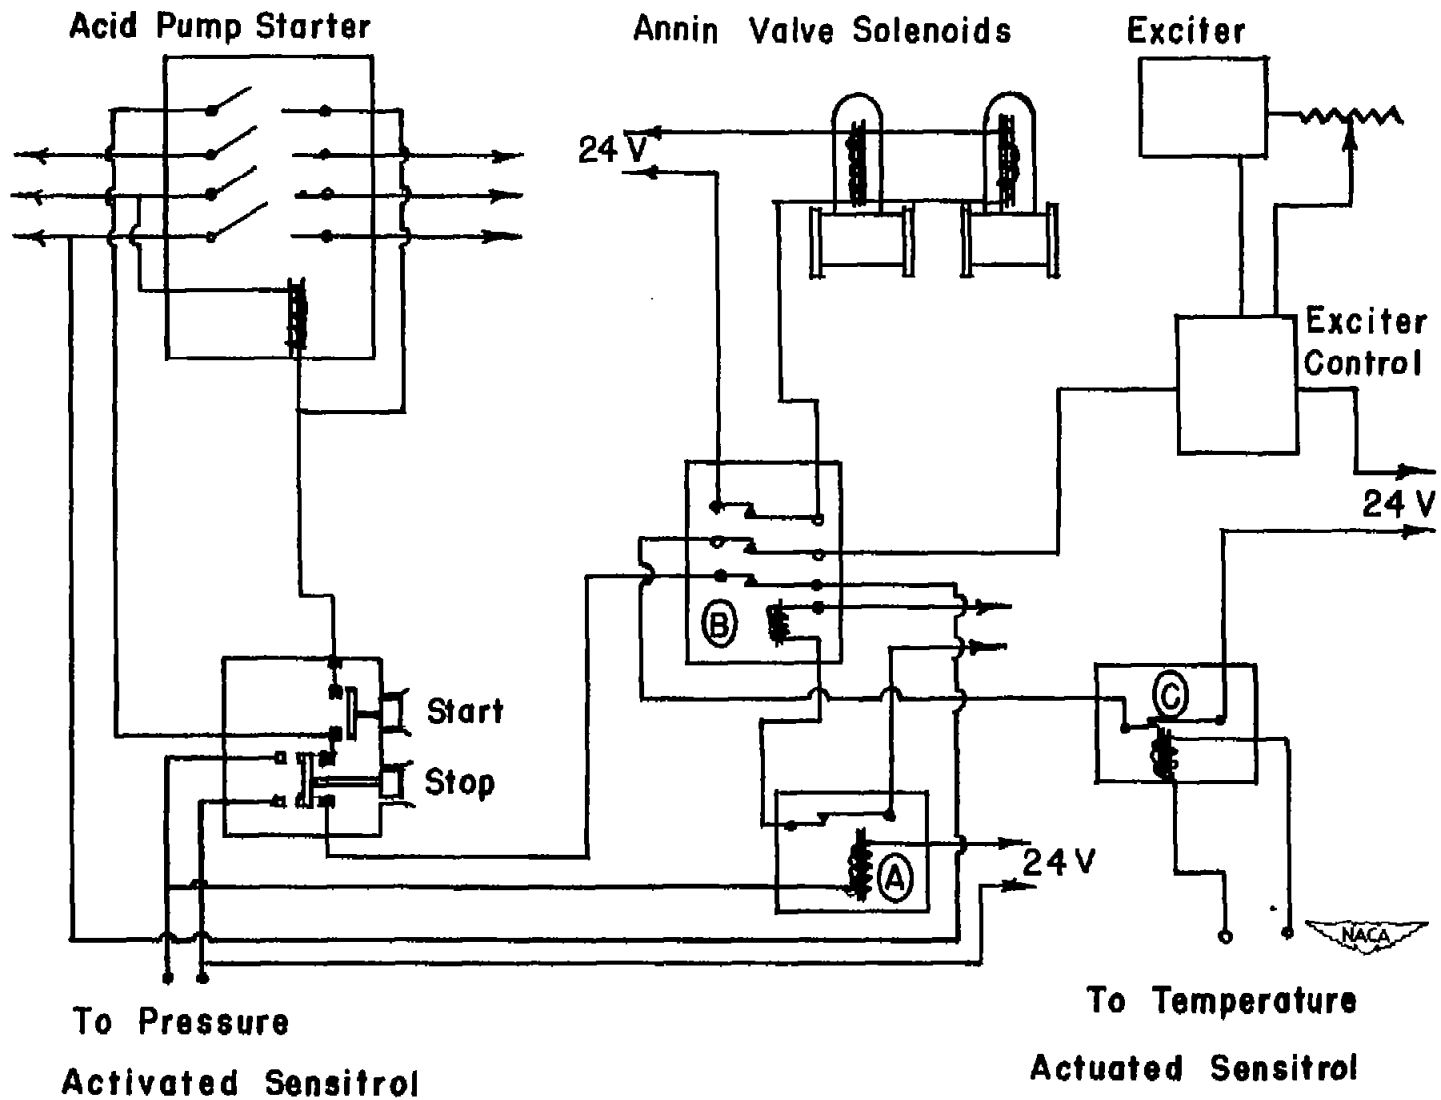 Acid Pump Starter
Annin Valve Solenoids
Exciter
24 V
Exciter
Control
24 V
B
C
Start
Stop
A
24 V
NACA
To Pressure
Activated Sensitrol
To Temperature
Actuated Sensitrol